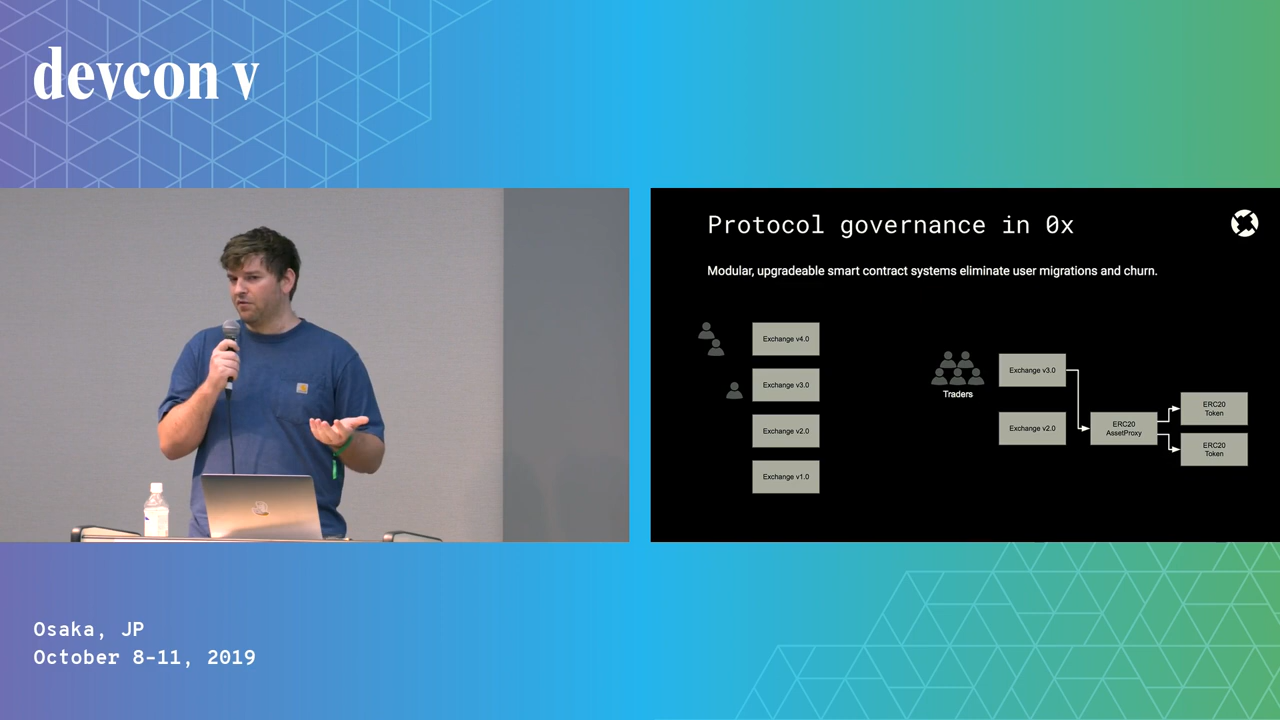 devcon v
Protocol governance in 0x
Modular, upgradeable smart contract systems eliminate user migrations and churn.
Exchange v4.0
Exchange v3.0
Exchange v2.0
Exchange v1.0
Traders
Exchange v3.0
Exchange v2.0
ERC20
AssetProxy
ERC20
Token
ERC20
Token
Osaka, JP
October 8-11, 2019